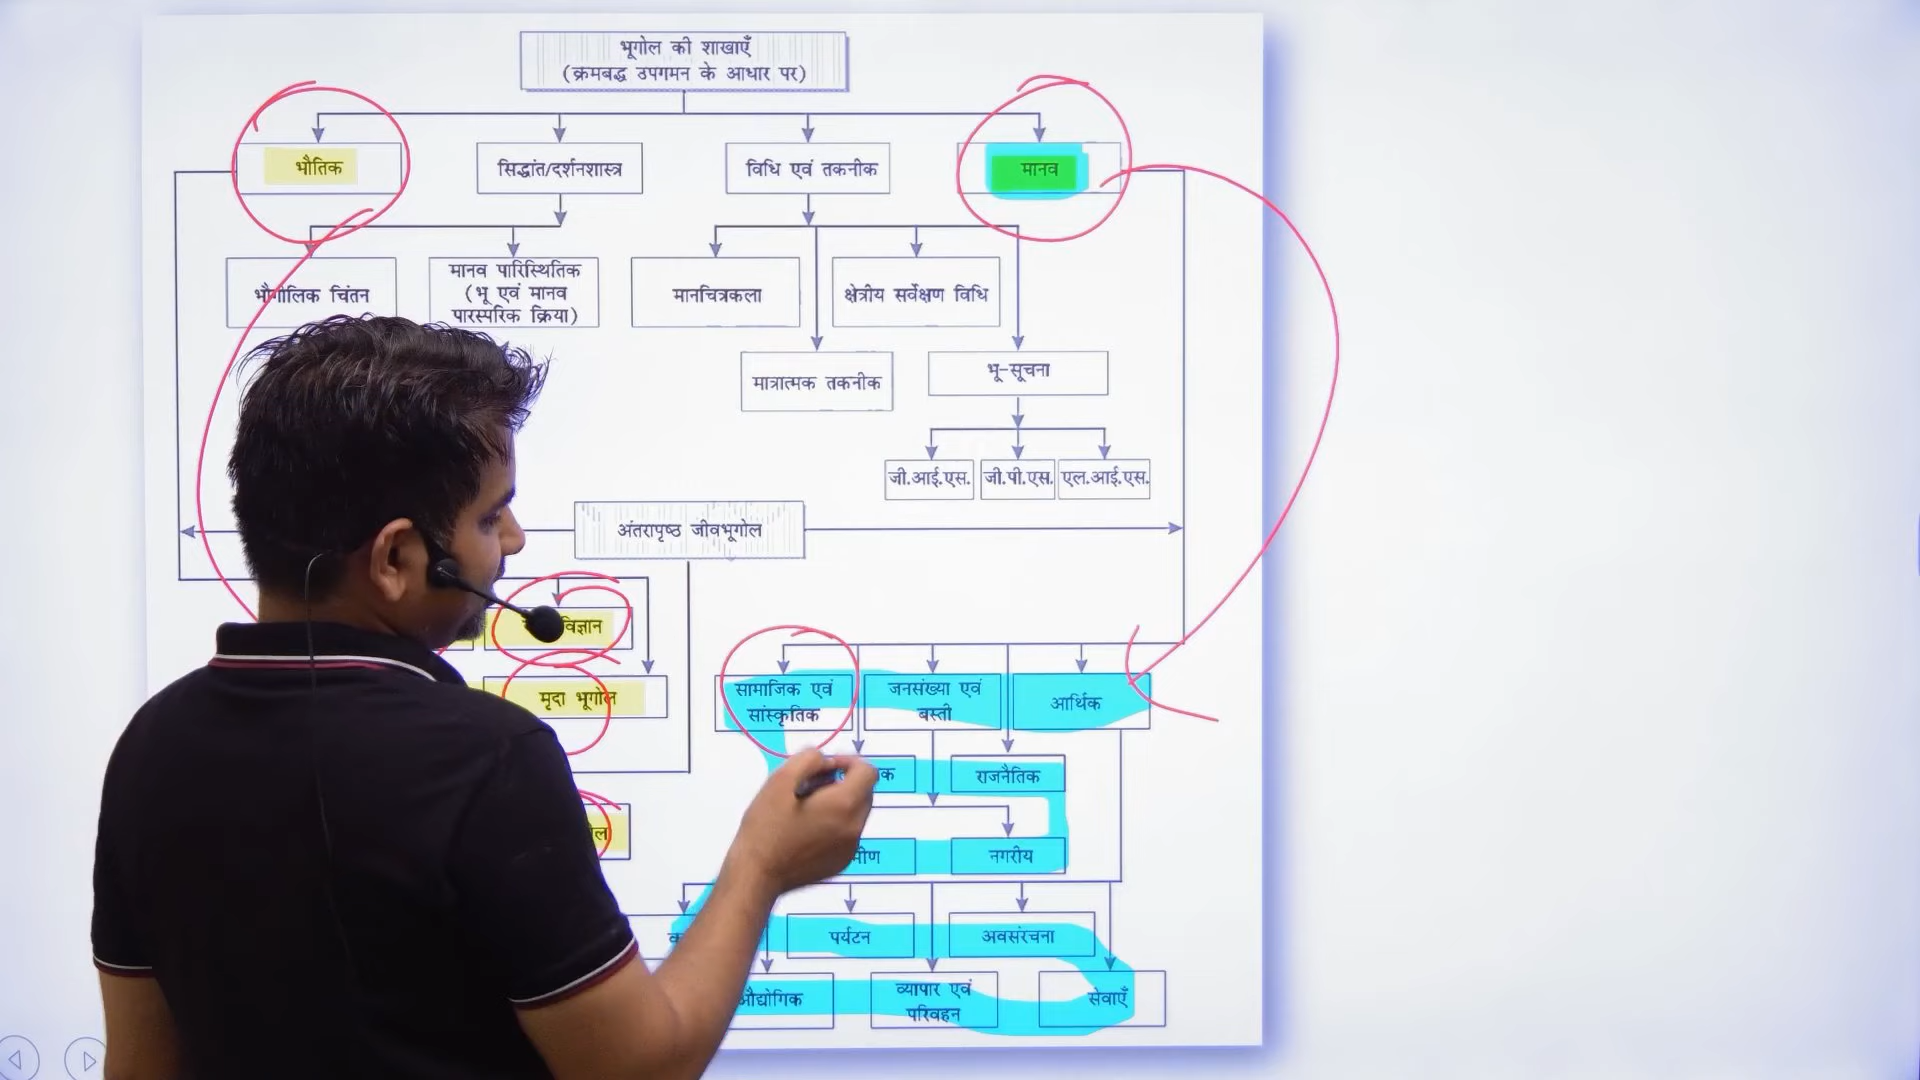 भूगोल की शाखाएँ
(क्रमबद्ध उपगमन के आधार पर)
भौतिक
सिद्धांत/दर्शनशास्त्र
विधि एवं तकनीक
मानव
भौगोलिक चिंतन
मानव पारिस्थितिक
(भू एवं मानव
पारस्परिक क्रिया)
मानचित्रकला
क्षेत्रीय सर्वेक्षण विधि
मात्रात्मक तकनीक
भू-सूचना
जी.आई.एस.
जी.पी.एस.
एल.आई.एस.
अंतरापृष्ठ जीवभूगोल
विज्ञान
मृदा भूगोल
सामाजिक एवं
सांस्कृतिक
जनसंख्या एवं
बस्ती
आर्थिक
राजनैतिक
नगरीय
पर्यटन
अवसंरचना
औद्योगिक
व्यापार एवं
परिवहन
सेवाएँ